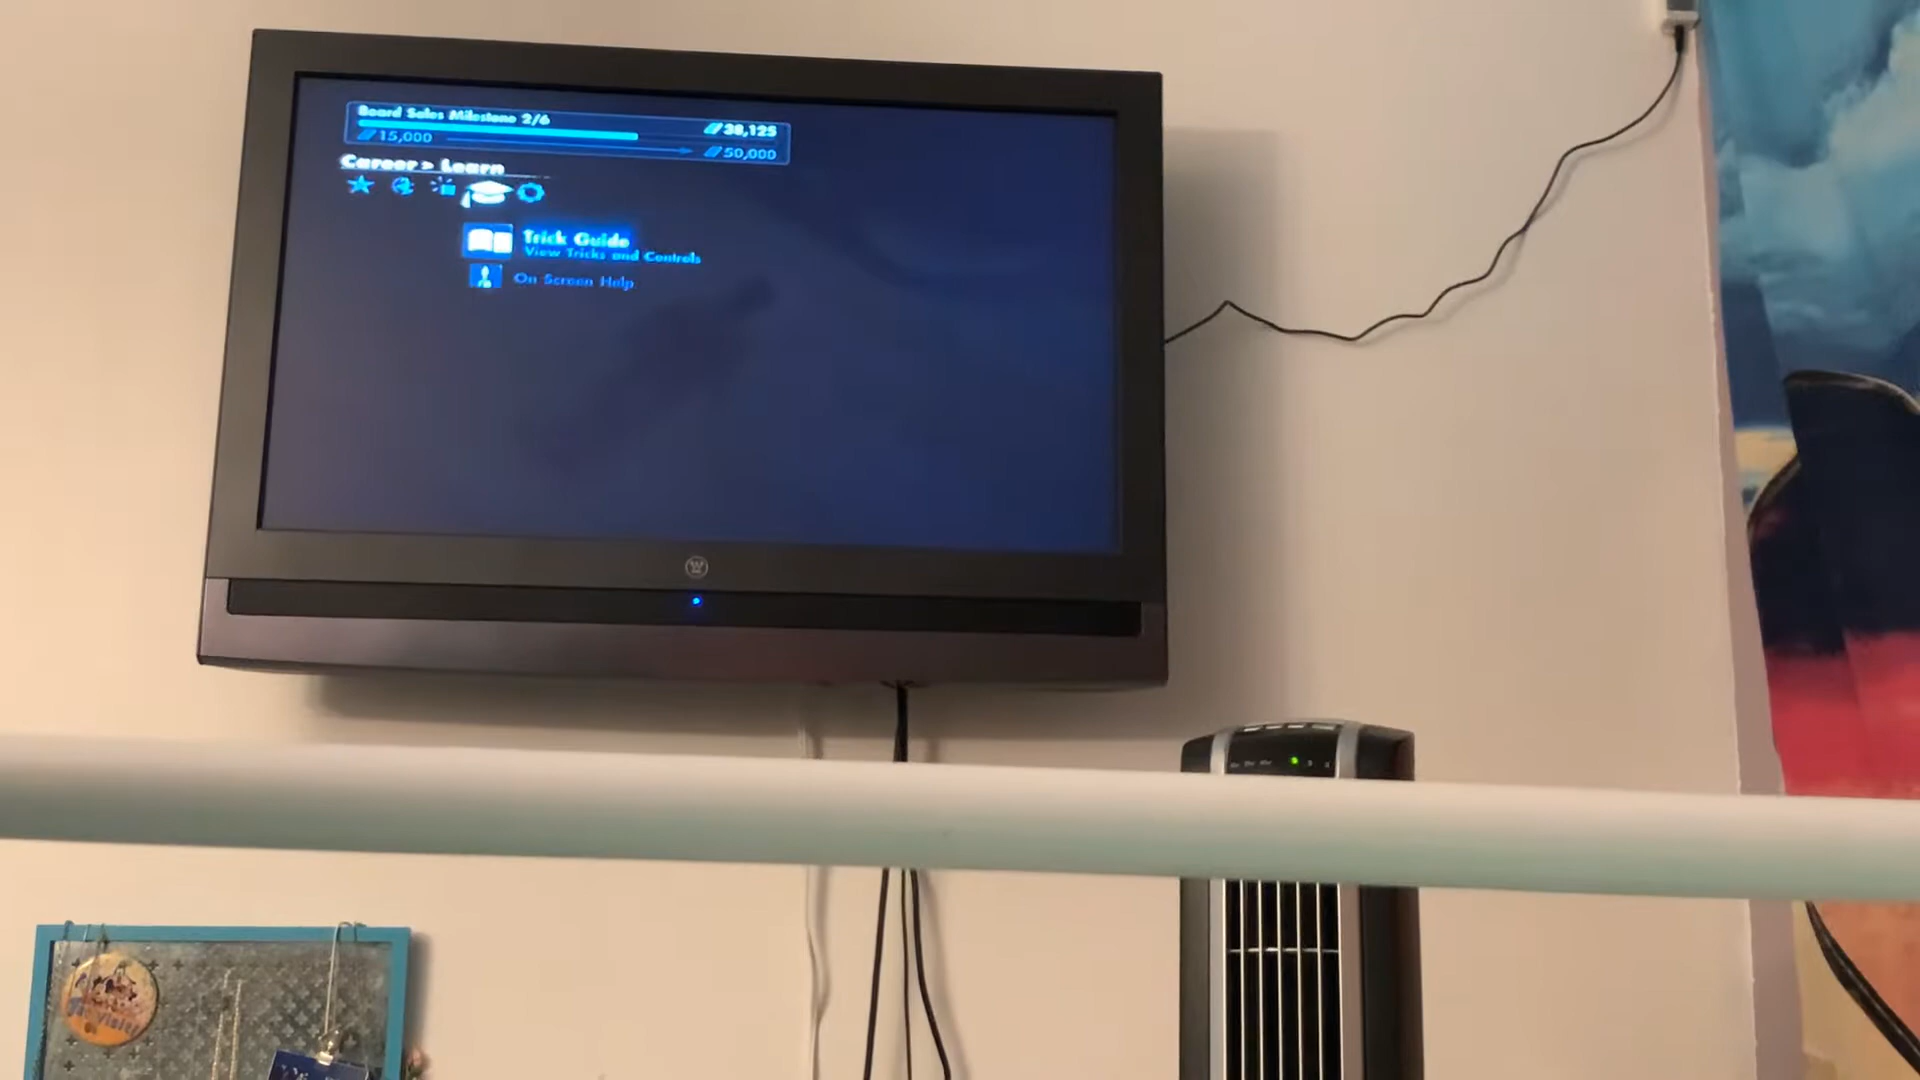 Board Sales Milestone 2/6
38,125
15,000
50,000
Career > Learn
Trick Guide
View Tricks and Controls
On Screen Help